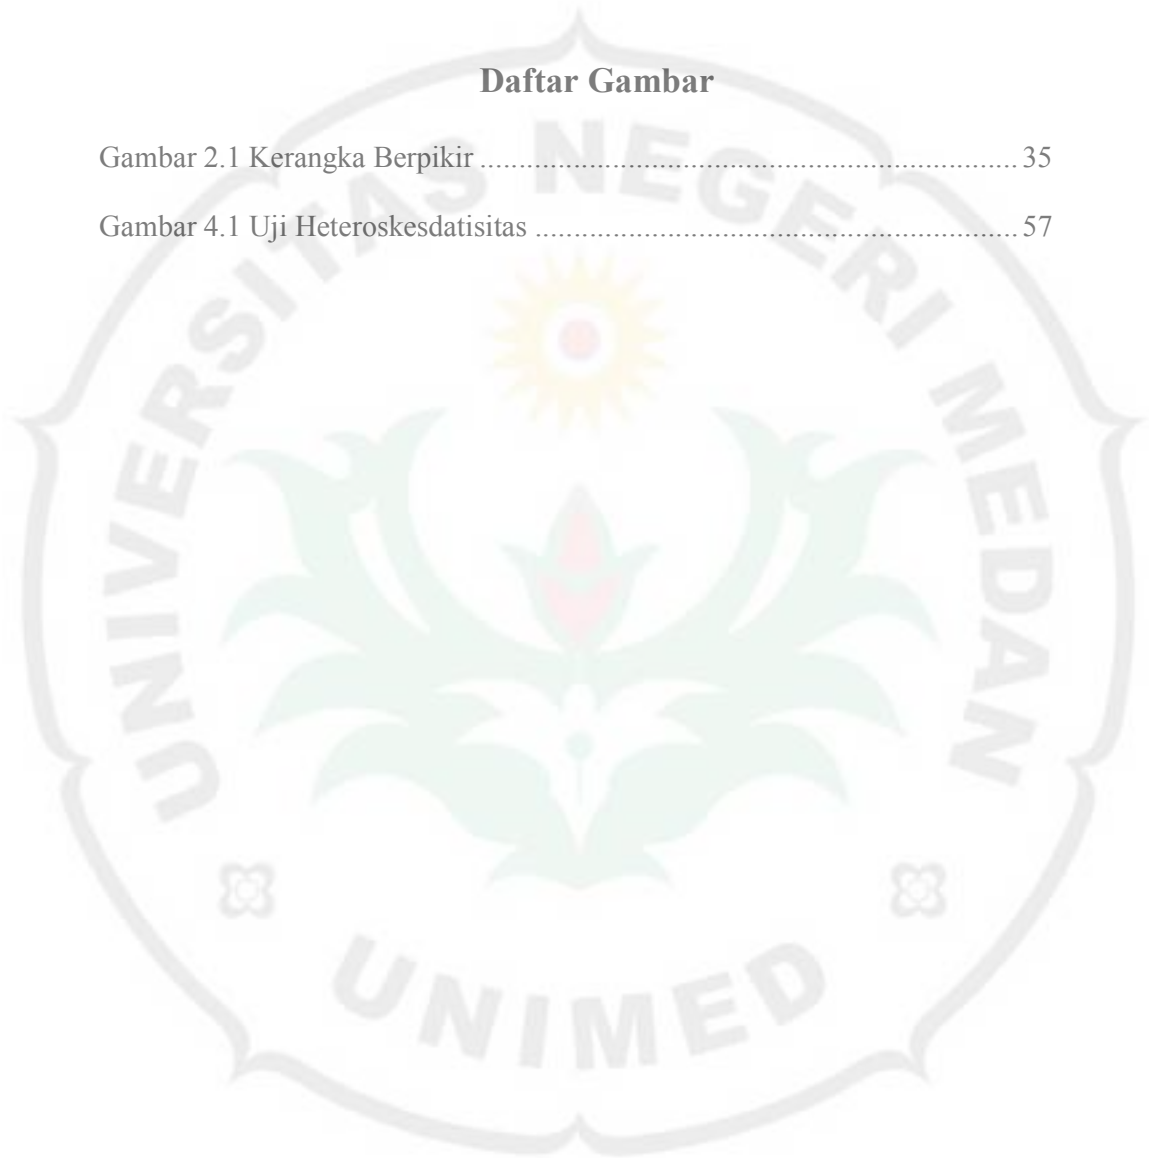 Daftar Gambar
Gambar 2.1 Kerangka Berpikir ...................................................................... 35
Gambar 4.1 Uji Heteroskesdatisitas ............................................................... 57
UNIVERSITAS NEGERI MEDAN
UNIMED